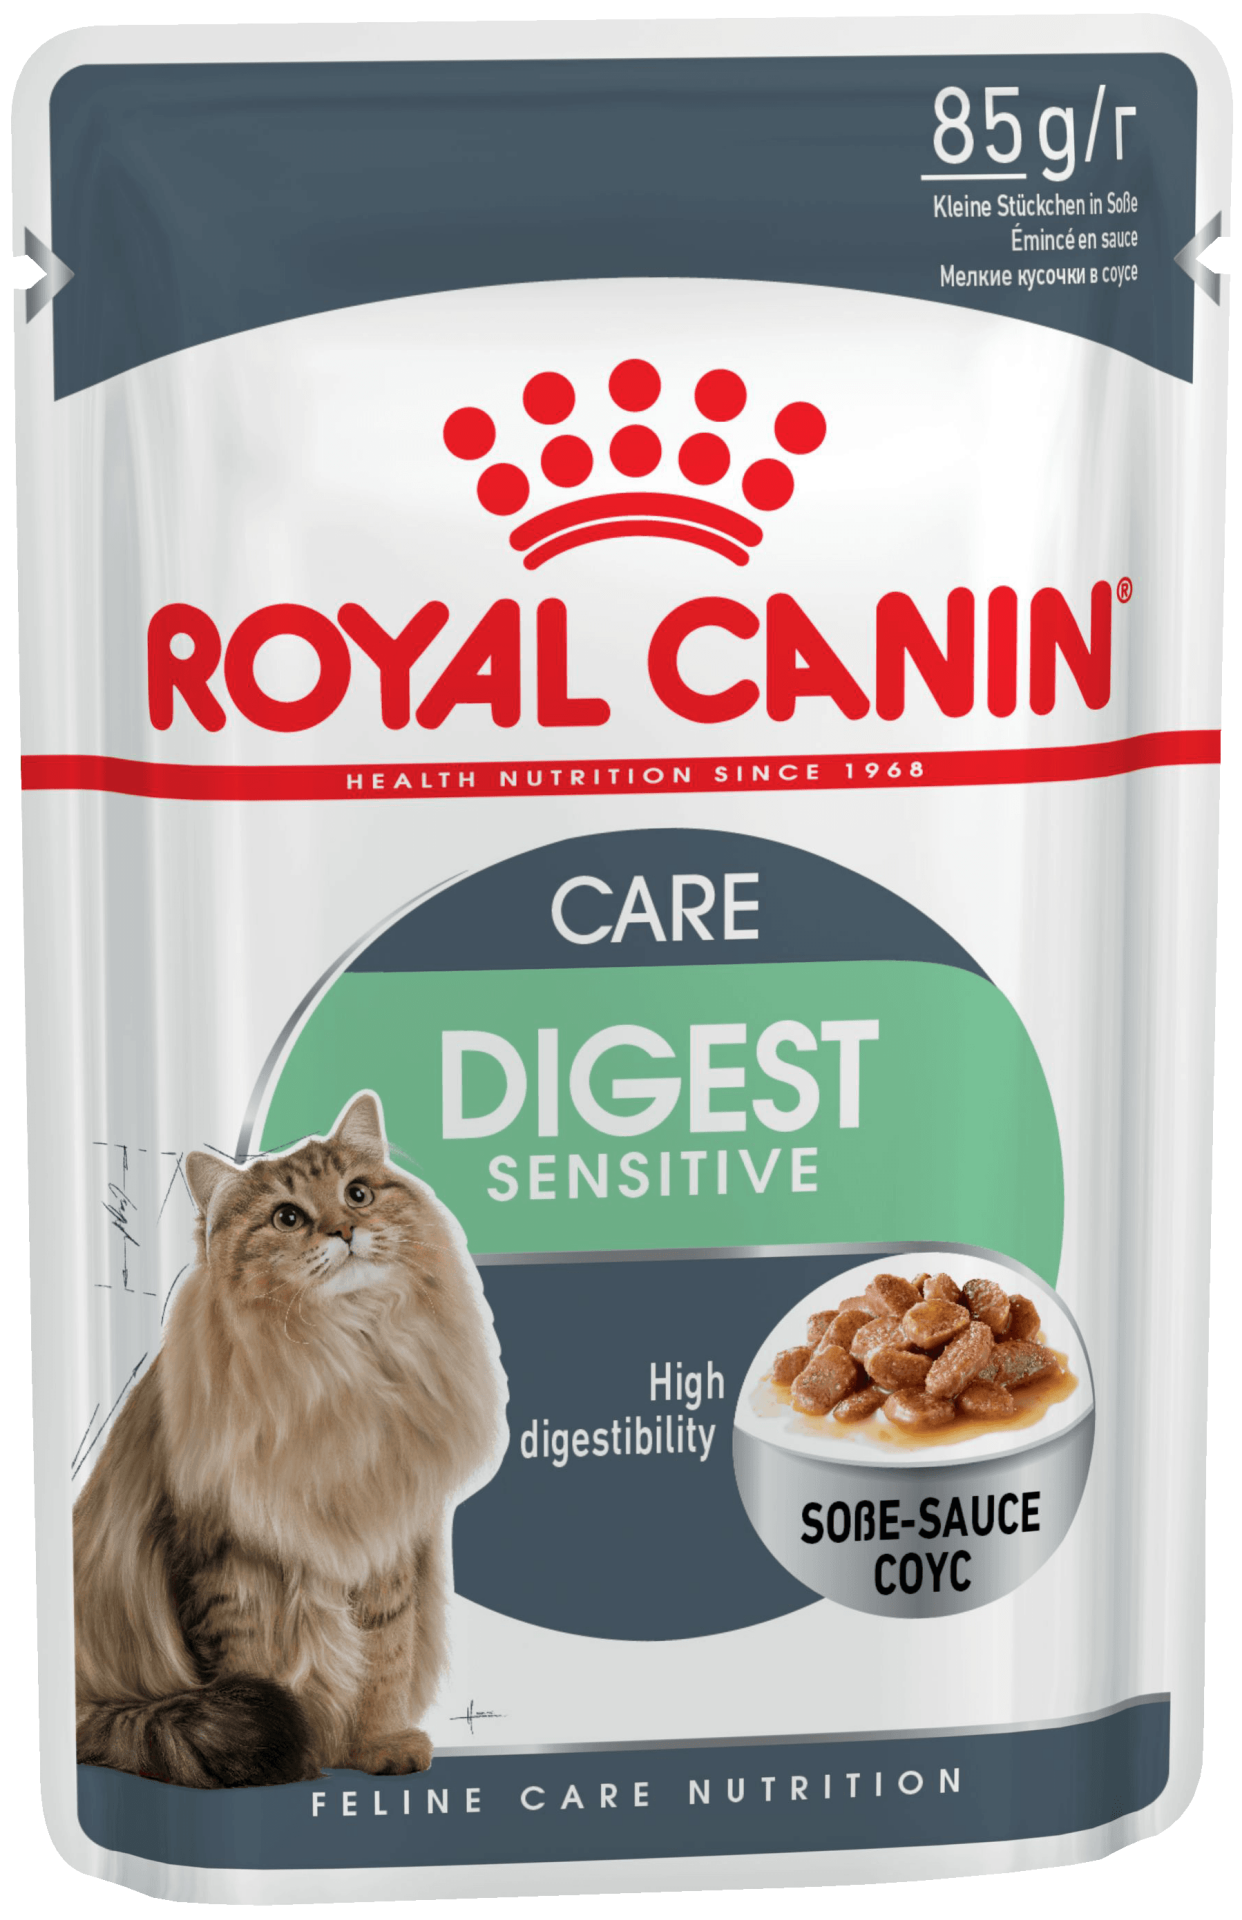 85 g/г
Kleine Stückchen in Soße
Émincé en sauce
Мелкие кусочки в соусе
ROYAL CANIN®
HEALTH NUTRITION SINCE 1968
CARE
DIGEST
SENSITIVE
High
digestibility
SOßE-SAUCE
СОУС
FELINE CARE NUTRITION